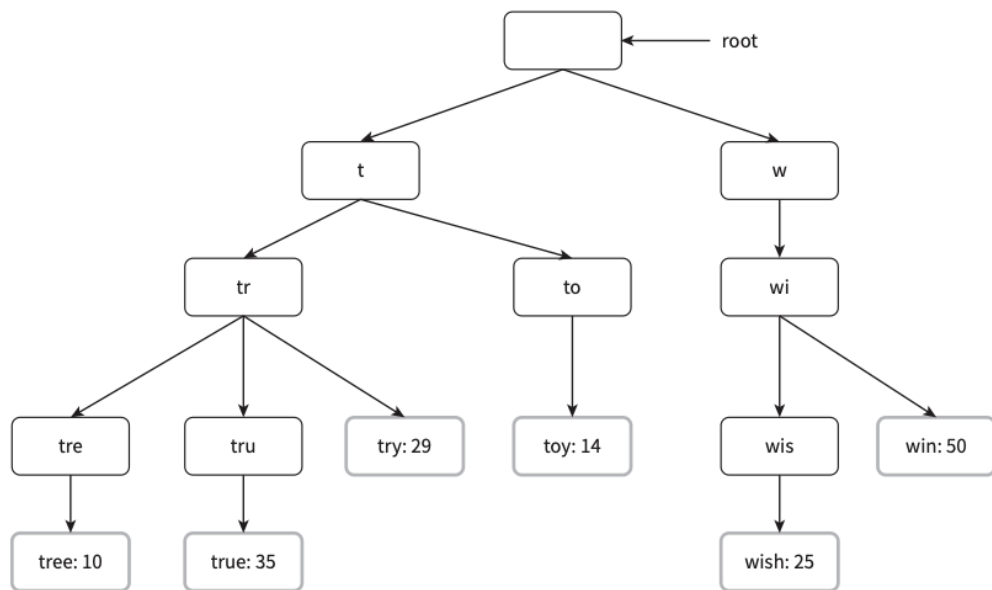 root
t
w
tr
to
wi
tre
tru
try: 29
toy: 14
wis
win: 50
tree: 10
true: 35
wish: 25